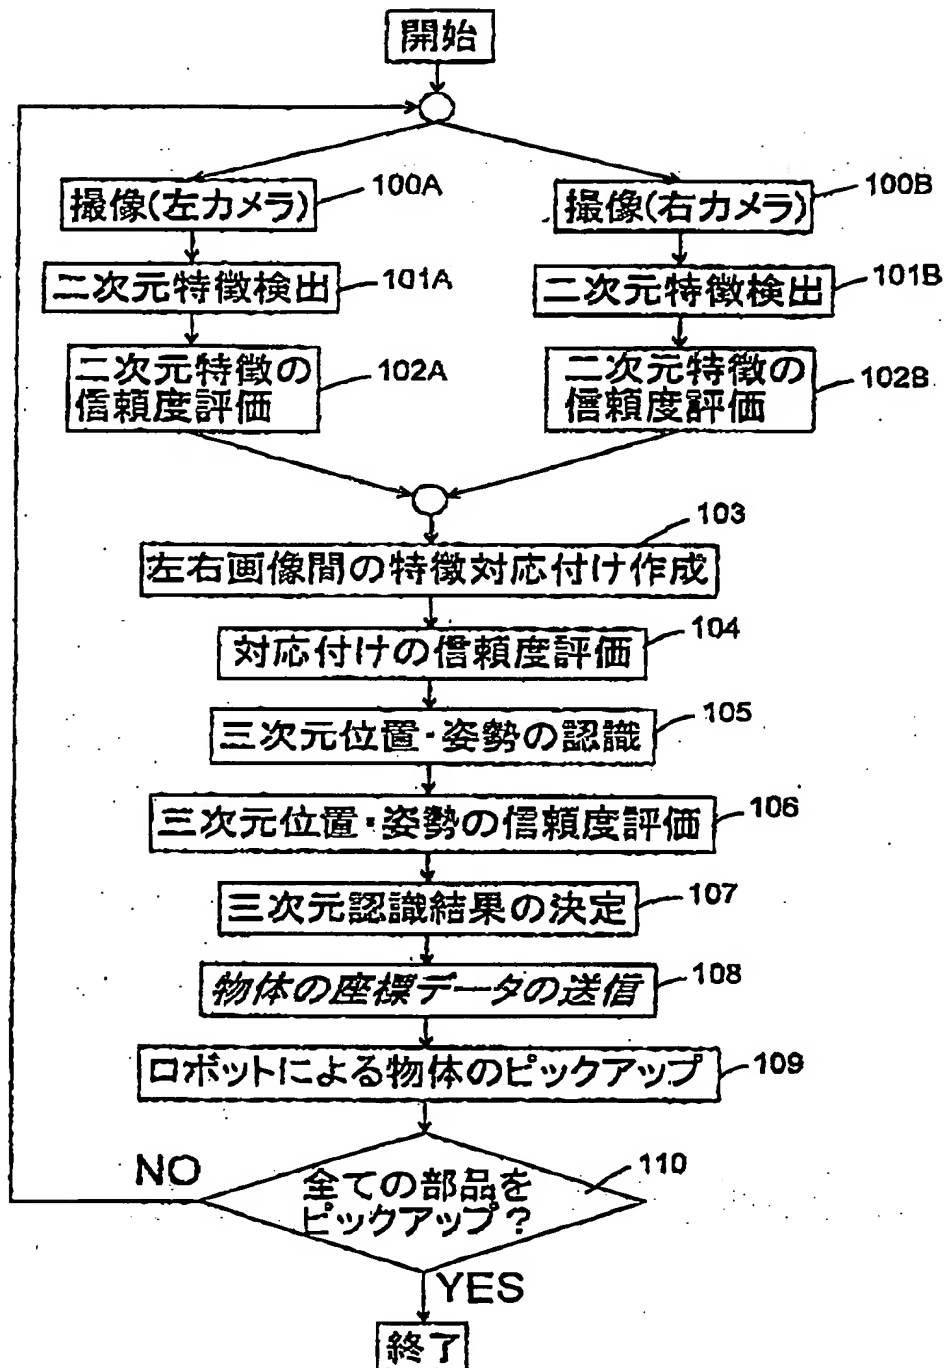 開始
撮像(左カメラ)
100A
撮像(右カメラ)
100B
二次元特徴検出
101A
二次元特徴検出
101B
二次元特徴の
信頼度評価
102A
二次元特徴の
信頼度評価
102B
103
左右画像間の特徴対応付け作成
対応付けの信頼度評価
104
三次元位置・姿勢の認識
105
三次元位置・姿勢の信頼度評価
106
三次元認識結果の決定
107
物体の座標データの送信
108
ロボットによる物体のピックアップ
109
NO
全ての部品を
ピックアップ?
110
YES
終了